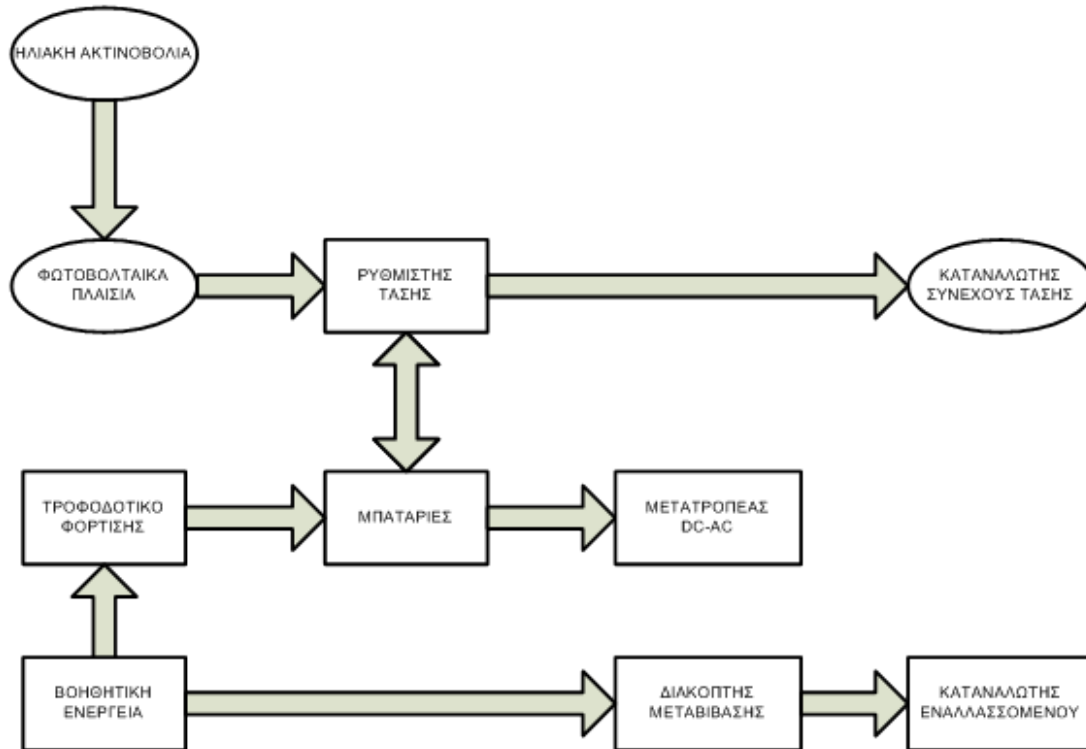 ΗΛΙΑΚΗ ΑΚΤΙΝΟΒΟΛΙΑ
ΦΩΤΟΒΟΛΤΑΙΚΑ
ΠΛΑΙΣΙΑ
ΡΥΘΜΙΣΤΗΣ
ΤΑΣΗΣ
ΚΑΤΑΝΑΛΩΤΗΣ
ΣΥΝΕΧΟΥΣ ΤΑΣΗΣ
ΤΡΟΦΟΔΟΤΙΚΟ
ΦΟΡΤΙΣΗΣ
ΜΠΑΤΑΡΙΕΣ
ΜΕΤΑΤΡΟΠΕΑΣ
DC-AC
ΒΟΗΘΗΤΙΚΗ
ΕΝΕΡΓΕΙΑ
ΔΙΑΚΟΠΤΗΣ
ΜΕΤΑΒΙΒΑΣΗΣ
ΚΑΤΑΝΑΛΩΤΗΣ
ΕΝΑΛΛΑΣΣΟΜΕΝΟΥ